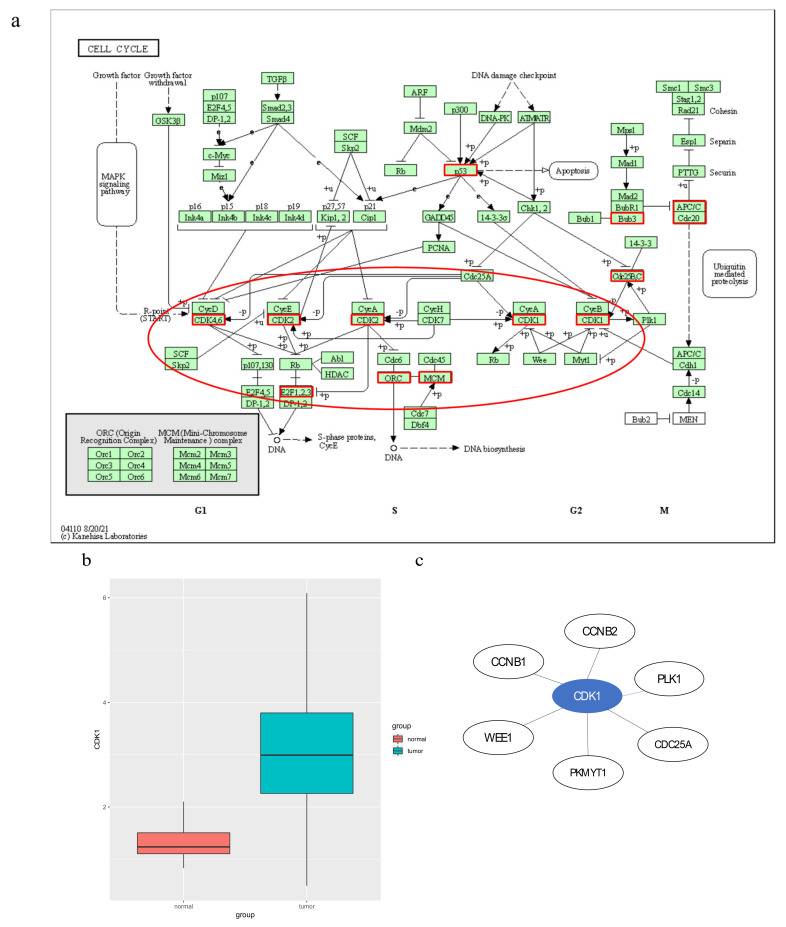 a
CELL CYCLE
Growth factor
Growth factor
withdrawal
TGFβ
ARF
DNA damage checkpoint
Smc1 Smc3
Stag1,2
Rad21
Cohesin
p107
E2F4,5
DP-1,2
Smad2,3
Smad4
GSK3β
p300
DNA-PK
ATM/ATR
Mps1
SCF
Skp2
Mdm2
Esp1
Separin
e
e
c-Myc
Miz1
Rb
p53
+p
+p
+p
Apoptosis
Mad1
PTTG
Securin
MAPK
signaling
pathway
e
e
e
+u
+p
+p
+u
p16
p15
p18
p19
p27,57
p21
Ink4a
Ink4b
Ink4c
Ink4d
Kip1, 2
Cip1
e
e
GADD45
14-3-3σ
Chk1, 2
Mad2
BubR1
Bub3
Bub1
APC/C
Cdc20
+p
PCNA
14-3-3
+p
+p
Cdc25A
Cdc25B,C
Ubiquitin
mediated
proteolysis
R-point
(START)
+p
CycD
CDK4,6
-p
+u
CycE
CDK2
-p
CycA
CDK2
-p
CycH
CDK7
CycA
CDK1
CycB
CDK1
+p
Plk1
SCF
Skp2
+p
+p
+p
+p
p107,130
Rb
Abl
HDAC
Cdc6
Cdc45
Rb
Wee
Myt1
+p
APC/C
Cdh1
-p
Cdc14
ORC
MCM
+p
E2F4,5
DP-1,2
E2F1,2,3
DP-1,2
+p
Cdc7
Dbf4
Bub2
MEN
ORC (Origin
Recognition Complex)
MCM (Mini-Chromosome
Maintenance) complex
Orc1 Orc2
Orc3 Orc4
Orc5 Orc6
Mcm2 Mcm3
Mcm4 Mcm5
Mcm6 Mcm7
DNA
S-phase proteins,
CycE
DNA
DNA biosynthesis
G1
S
G2
M
04110 8/20/21
(c) Kanehisa Laboratories
b
CDK1
6
4
2
normal
tumor
group
group
normal
tumor
c
CCNB2
CCNB1
PLK1
CDK1
WEE1
CDC25A
PKMYT1